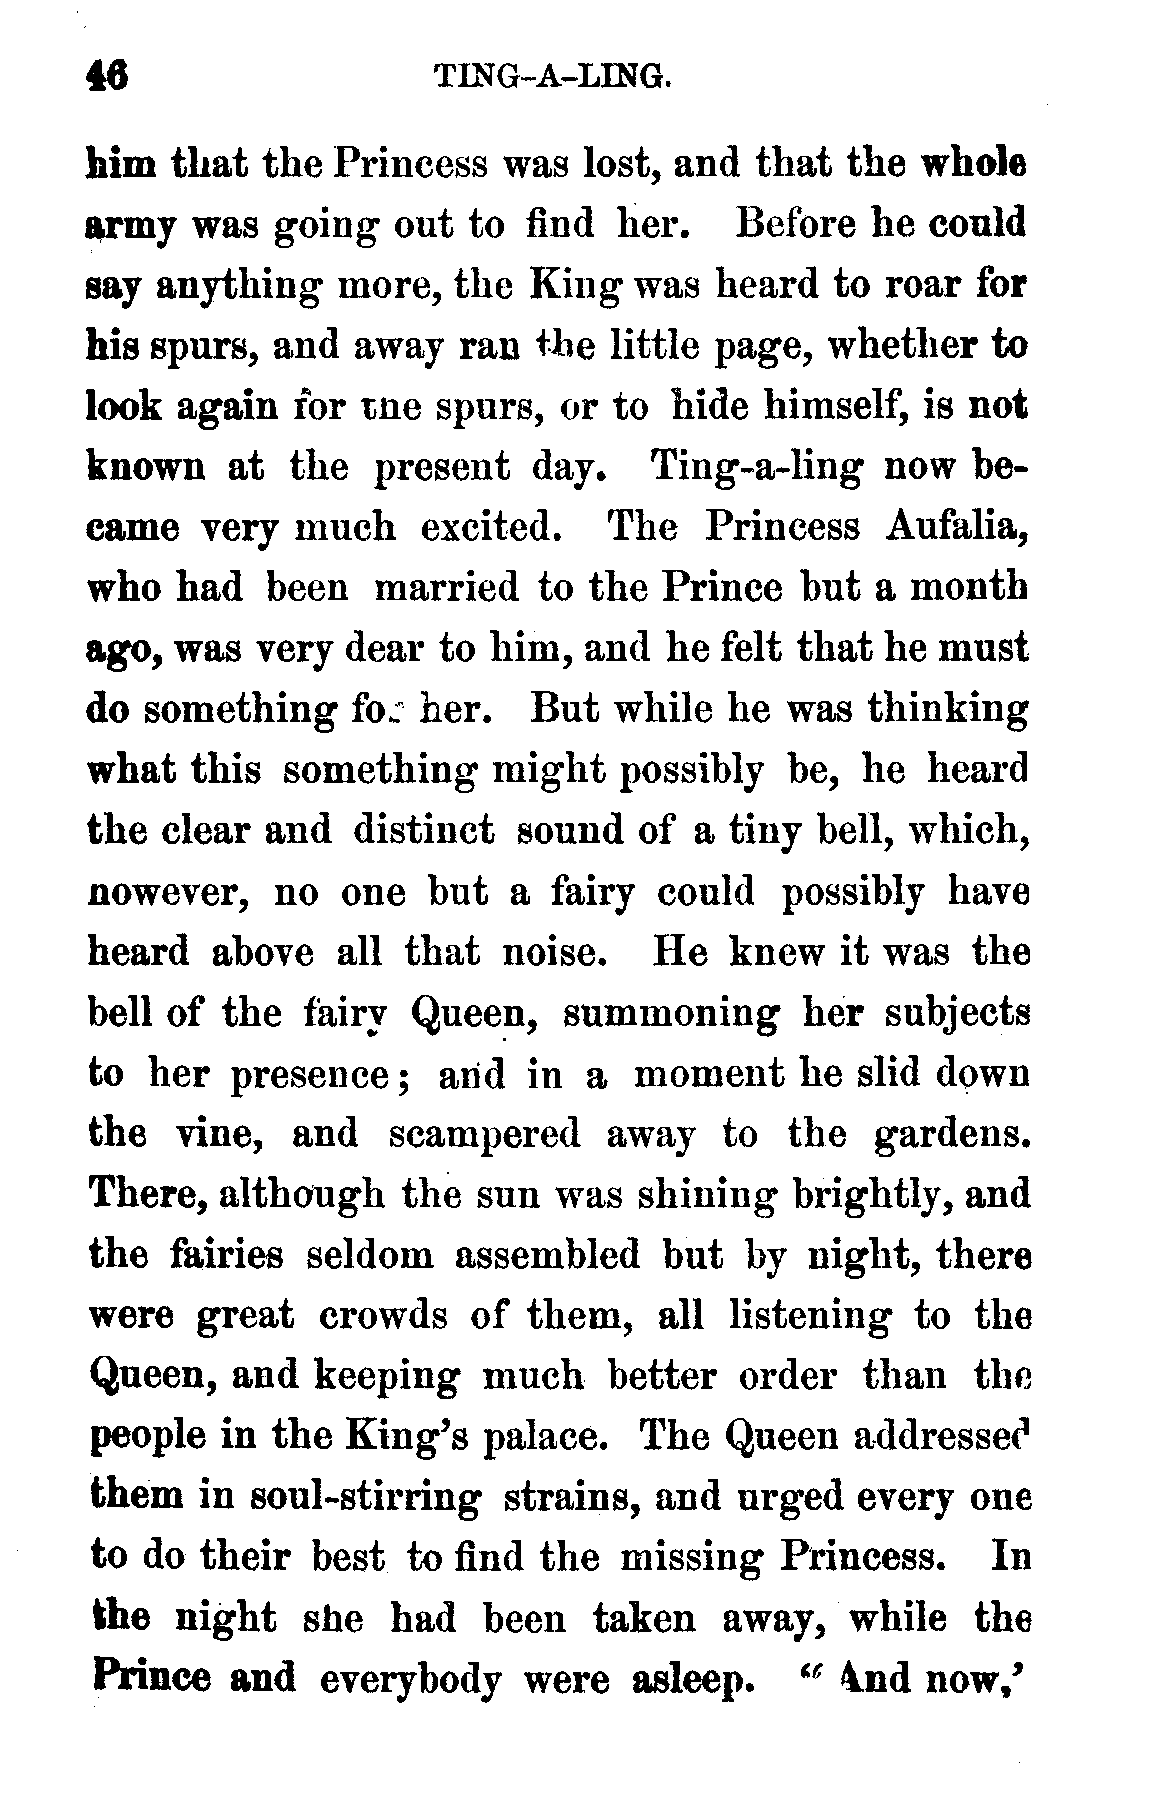 46 TING-A-LING.
him that the Princess was lost, and that the whole
army was going out to find her. Before he could
say anything more, the King was heard to roar for
his spurs, and away ran the little page, whether to
look again for the spurs, or to hide himself, is not
known at the present day. Ting-a-ling now be-
came very much excited. The Princess Aufalia,
who had been married to the Prince but a month
ago, was very dear to him, and he felt that he must
do something for her. But while he was thinking
what this something might possibly be, he heard
the clear and distinct sound of a tiny bell, which,
nowever, no one but a fairy could possibly have
heard above all that noise. He knew it was the
bell of the fairy Queen, summoning her subjects
to her presence; and in a moment he slid down
the vine, and scampered away to the gardens.
There, although the sun was shining brightly, and
the fairies seldom assembled but by night, there
were great crowds of them, all listening to the
Queen, and keeping much better order than the
people in the King's palace. The Queen addressed
them in soul-stirring strains, and urged every one
to do their best to find the missing Princess. In
the night she had been taken away, while the
Prince and everybody were asleep. “ And now,’